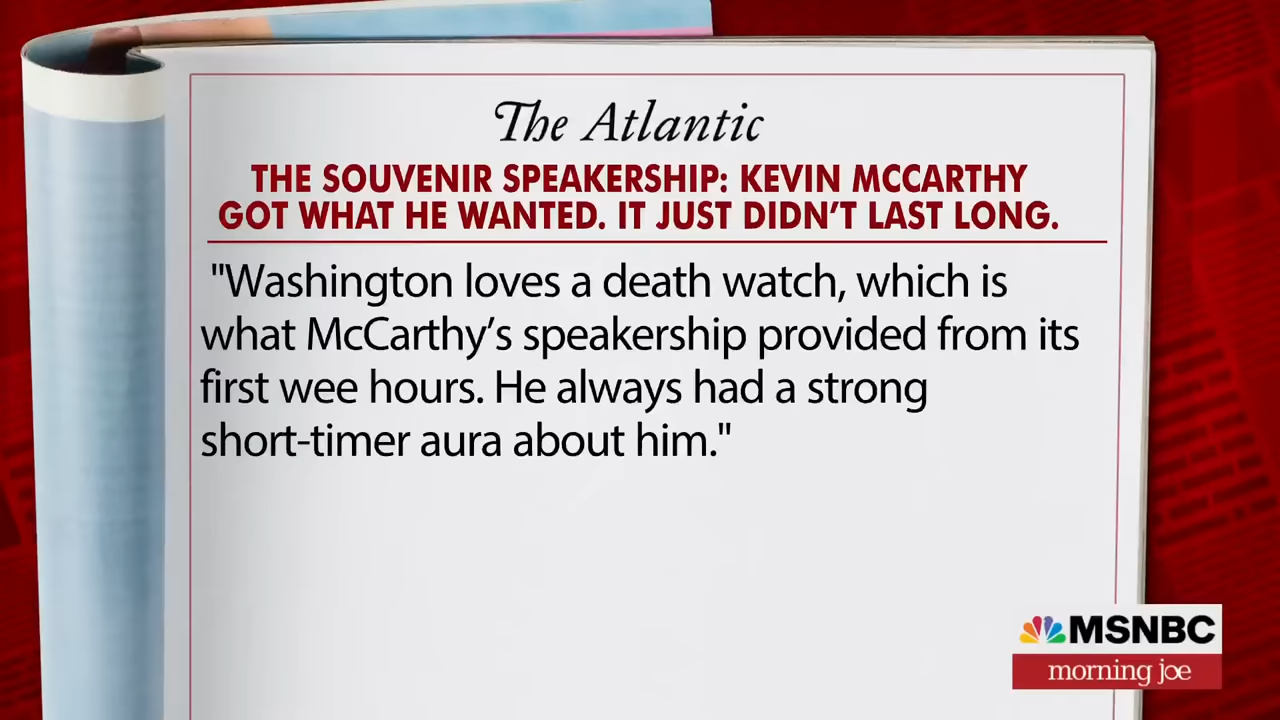 The Atlantic
THE SOUVENIR SPEAKERSHIP: KEVIN MCCARTHY
GOT WHAT HE WANTED. IT JUST DIDN'T LAST LONG.
"Washington loves a death watch, which is
what McCarthy's speakership provided from its
first wee hours. He always had a strong
short-timer aura about him."
MSNBC
morning joe